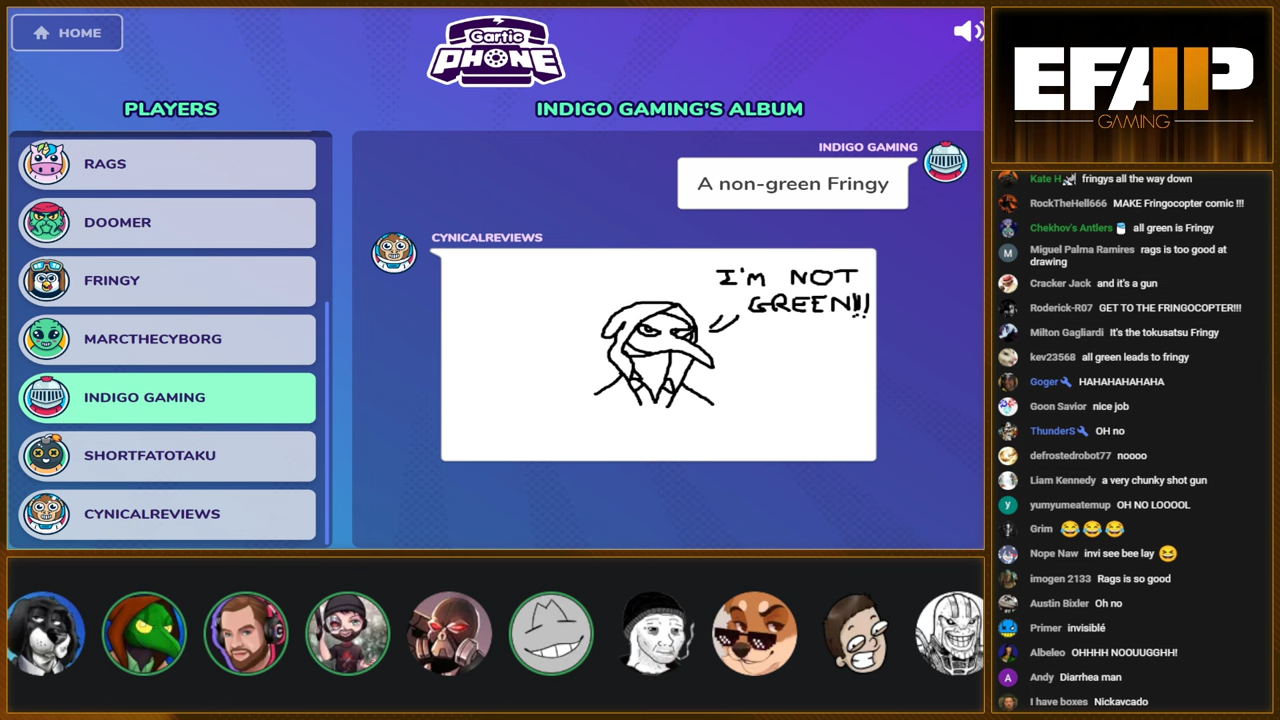 HOME
Gartic
PHONE
PLAYERS
INDIGO GAMING'S ALBUM
RAGS
DOOMER
FRINGY
MARCTHECYBORG
INDIGO GAMING
SHORTFATOTAKU
CYNICALREVIEWS
INDIGO GAMING
A non-green Fringy
CYNICALREVIEWS
I'M NOT
GREEN!!!
EFAP
GAMING
Kate H fringys all the way down
RockTheHell666 MAKE Fringocopter comic !!!
Chekhov's Antlers all green is Fringy
M
Miguel Palma Ramires rags is too good at
drawing
Cracker Jack and it's a gun
Roderick-R07 GET TO THE FRINGOCOPTER!!!
Milton Gagliardi It's the tokusatsu Fringy
kev23568 all green leads to fringy
Goger HAHAHAHAHAHA
Goon Savior nice job
ThunderS OH no
defrostedrobot77 noooo
Liam Kennedy a very chunky shot gun
y
yumyumeatemup OH NO LOOOOL
Grim 😂😂😂
Nope Naw invi see bee lay 😆
imogen 2133 Rags is so good
Austin Bixler Oh no
Primer invisiblé
Albeleo OHHHH NOOUUGGHH!
A
Andy Diarrhea man
I have boxes Nickavcado